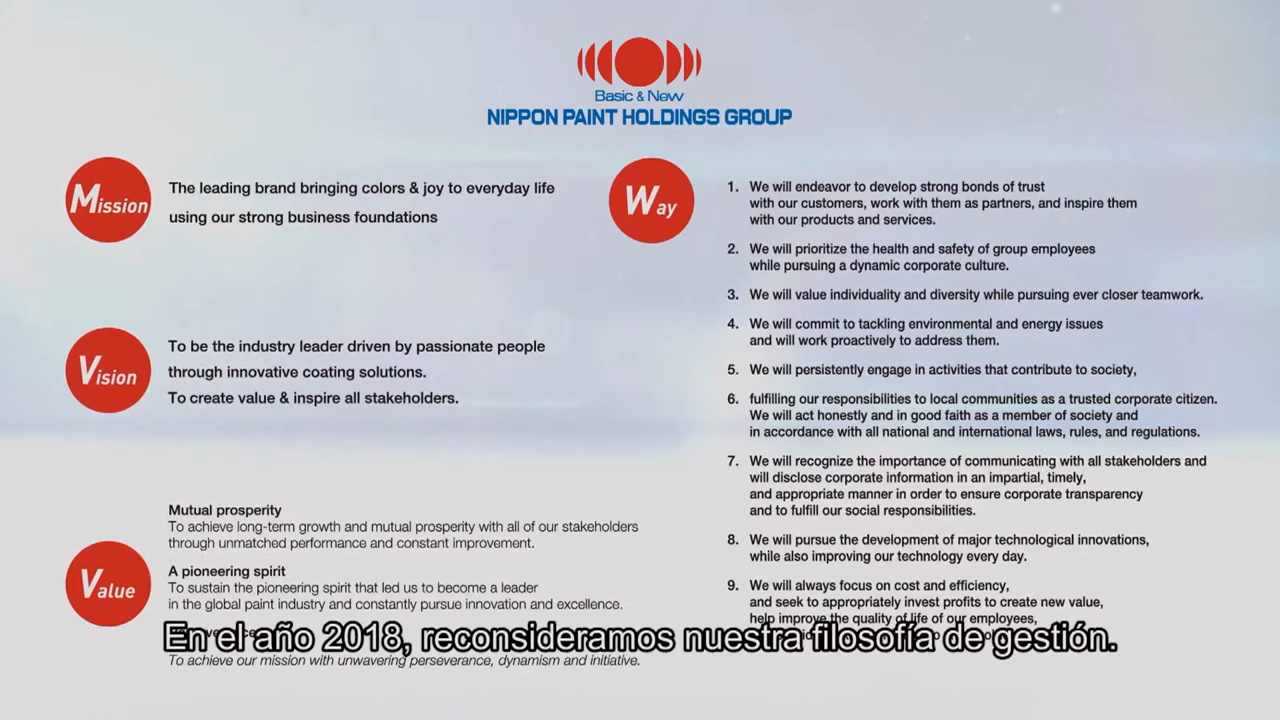 Basic & New
NIPPON PAINT HOLDINGS GROUP
Mission
The leading brand bringing colors & joy to everyday life
using our strong business foundations
Vision
To be the industry leader driven by passionate people
through innovative coating solutions.
To create value & inspire all stakeholders.
Value
Mutual prosperity
To achieve long-term growth and mutual prosperity with all of our stakeholders
through unmatched performance and constant improvement.
A pioneering spirit
To sustain the pioneering spirit that led us to become a leader
in the global paint industry and constantly pursue innovation and excellence.
To achieve our mission with unwavering perseverance, dynamism and initiative.
Way
1. We will endeavor to develop strong bonds of trust
with our customers, work with them as partners, and inspire them
with our products and services.
2. We will prioritize the health and safety of group employees
while pursuing a dynamic corporate culture.
3. We will value individuality and diversity while pursuing ever closer teamwork.
4. We will commit to tackling environmental and energy issues
and will work proactively to address them.
5. We will persistently engage in activities that contribute to society,
6. fulfilling our responsibilities to local communities as a trusted corporate citizen.
We will act honestly and in good faith as a member of society and
in accordance with all national and international laws, rules, and regulations.
7. We will recognize the importance of communicating with all stakeholders and
will disclose corporate information in an impartial, timely,
and appropriate manner in order to ensure corporate transparency
and to fulfill our social responsibilities.
8. We will pursue the development of major technological innovations,
while also improving our technology every day.
9. We will always focus on cost and efficiency,
and seek to appropriately invest profits to create new value,
help improve the quality of life of our employees,
En el año 2018, reconsideramos nuestra filosofía de gestión.